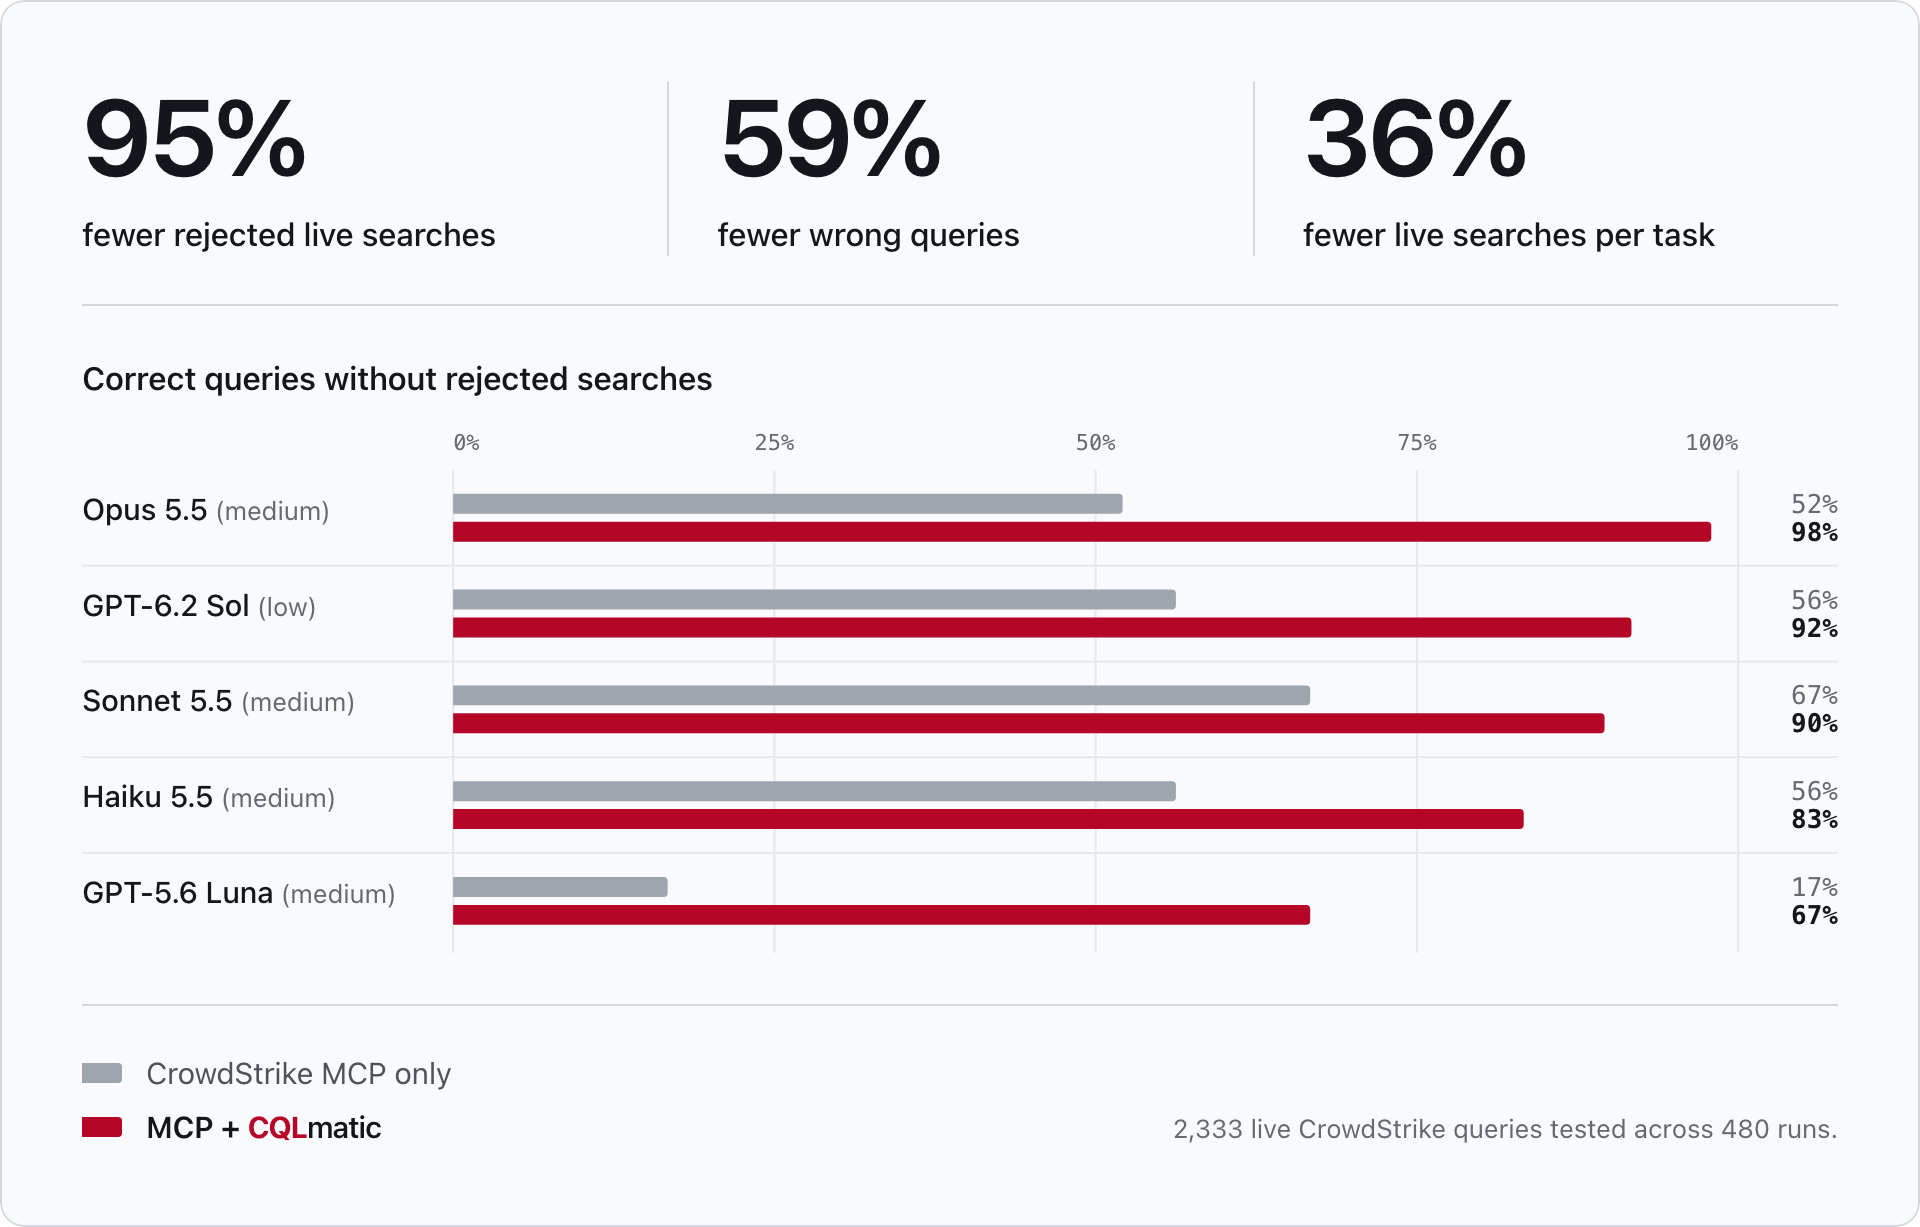 95%
fewer rejected live searches
59%
fewer wrong queries
36%
fewer live searches per task
Correct queries without rejected searches
0% 25% 50% 75% 100%
Opus 5.5 (medium)
52%
98%
GPT-6.2 Sol (low)
56%
92%
Sonnet 5.5 (medium)
67%
90%
Haiku 5.5 (medium)
56%
83%
GPT-5.6 Luna (medium)
17%
67%
CrowdStrike MCP only
MCP + CQLmatic
2,333 live CrowdStrike queries tested across 480 runs.